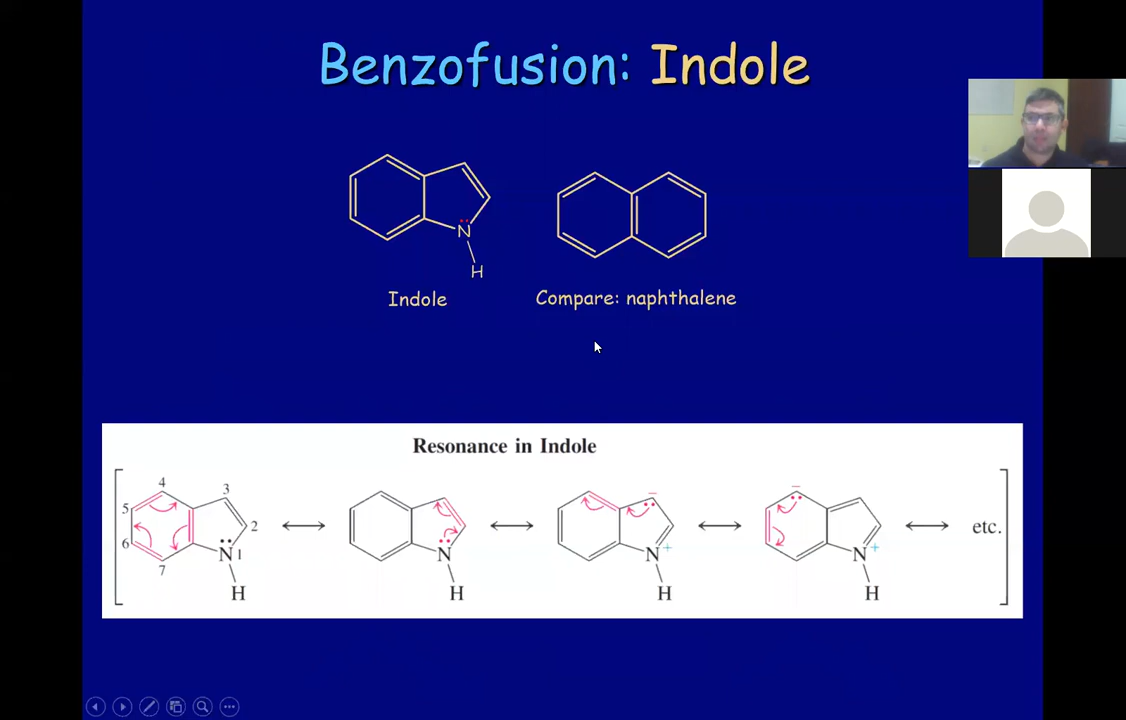 Benzofusion: Indole
N
H
Indole
Compare: naphthalene
Resonance in Indole
4
3
5
2
6
N 1
7
H
N
H
−
N +
H
−
N +
H
etc.